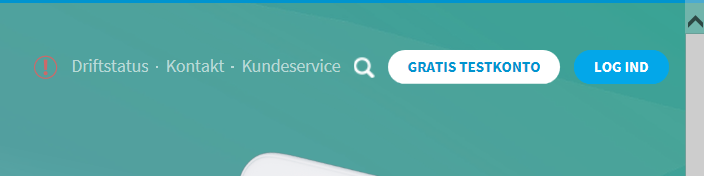 Driftstatus · Kontakt · Kundeservice GRATIS TESTKONTO LOG IND